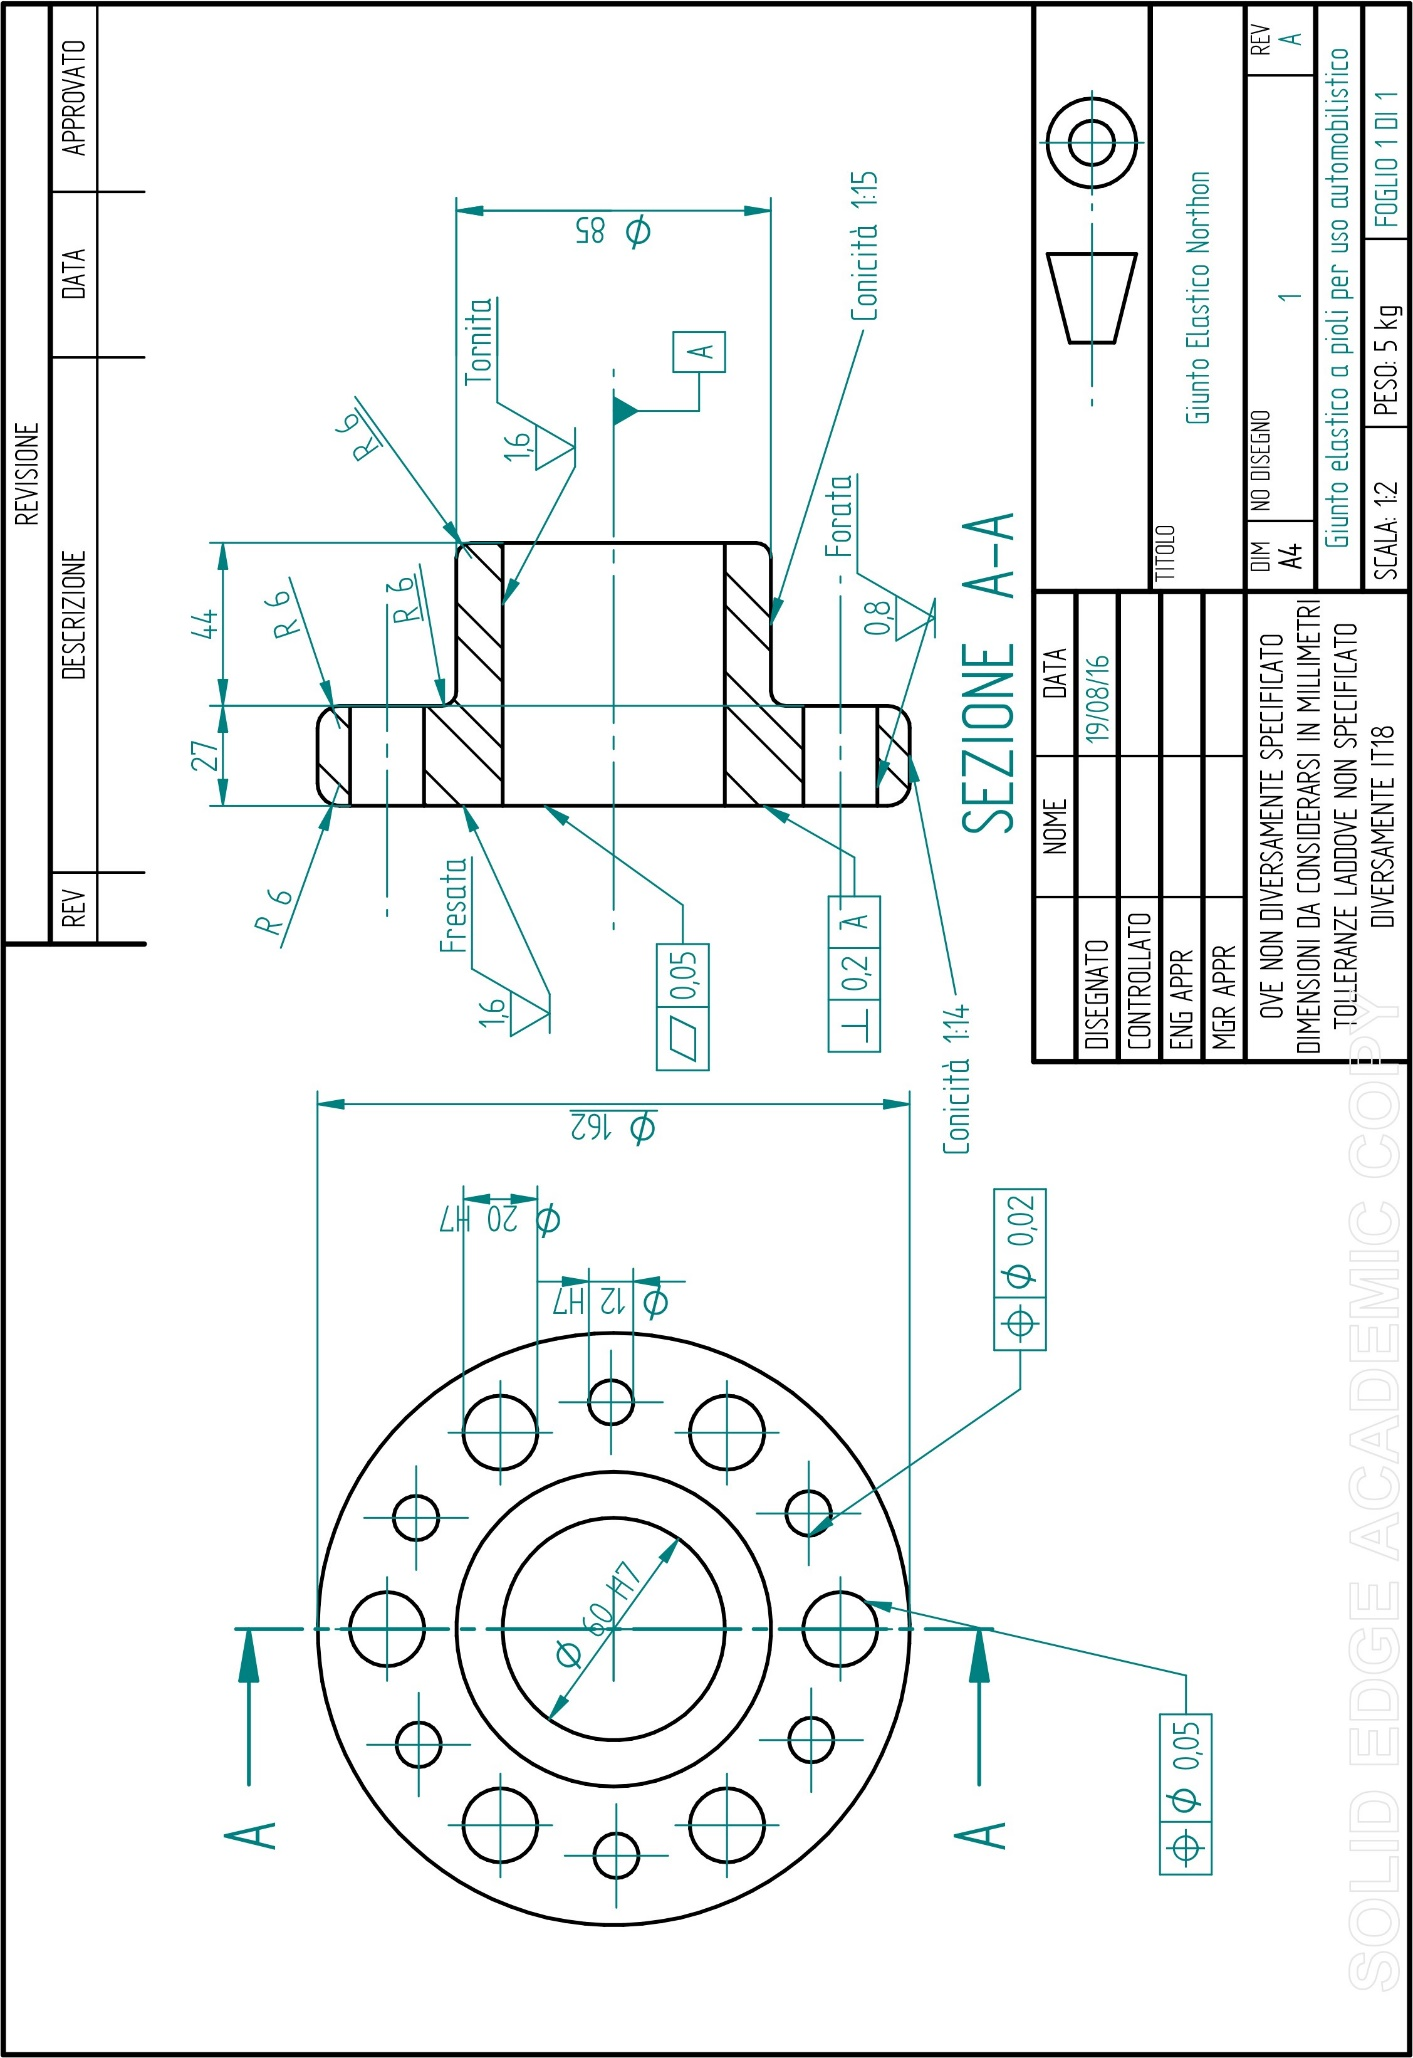 REVISIONE
REV DESCRIZIONE DATA APPROVATO
27 44
R 6
R 6
R 3
R 6
Fresata
1,6
Tornita
1,6
Ø 85
A
0,05
0,2 A
Forata
0,8
Conicità 1:15
Conicità 1:14
SEZIONE A-A
A
A
Ø 162
Ø 20 H7
Ø 12 H7
Ø 60 H7
Ø 0,02
Ø 0,05
NOME DATA
DISEGNATO 19/08/16
CONTROLLATO
ENG APPR
MGR APPR
OVE NON DIVERSAMENTE SPECIFICATO
DIMENSIONI DA CONSIDERARSI IN MILLIMETRI
TOLLERANZE LADDOVE NON SPECIFICATO
DIVERSAMENTE IT18
TITOLO
Giunto Elastico Northon
DIM NO DISEGNO REV
A4 1 A
Giunto elastico a pioli per uso automobilistico
SCALA: 1:2 PESO: 5 kg FOGLIO 1 DI 1
SOLID EDGE ACADEMIC COPY